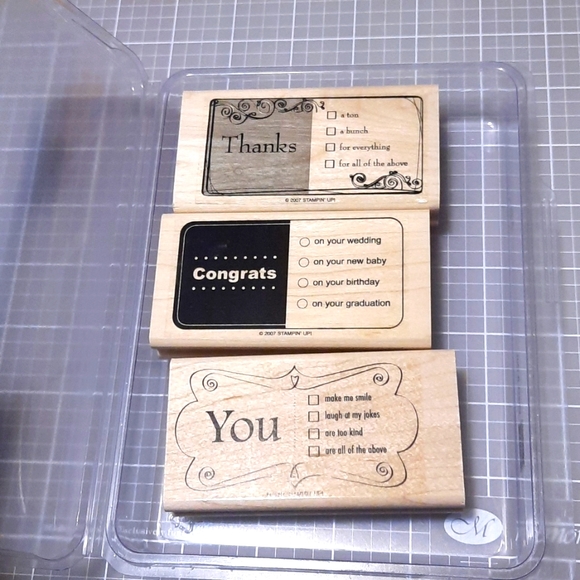 Thanks
a ton
a bunch
for everything
for all of the above
© 2007 STAMPIN' UP!
Congrats
on your wedding
on your new baby
on your birthday
on your graduation
© 2007 STAMPIN' UP!
You
make me smile
laugh at my jokes
are too kind
are all of the above
M